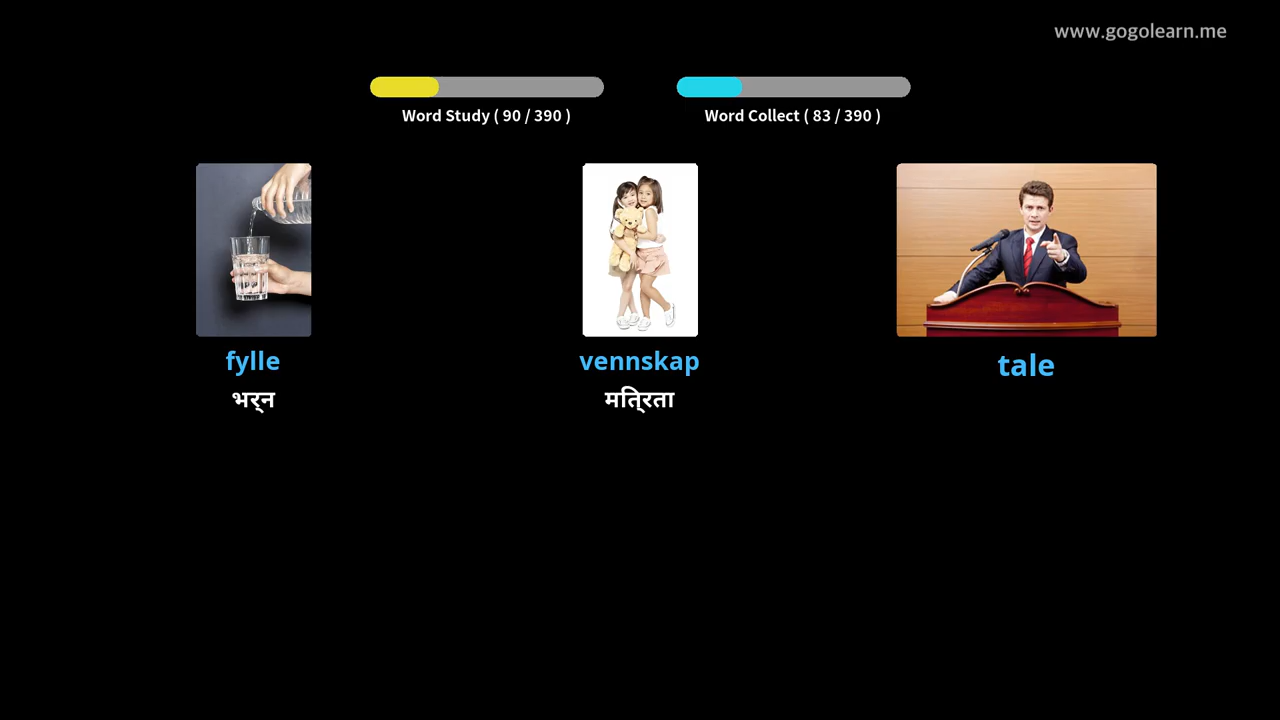 www.gogolearn.me
Word Study ( 90 / 390 )
Word Collect ( 83 / 390 )
fylle
भर्न
vennskap
मित्रता
tale